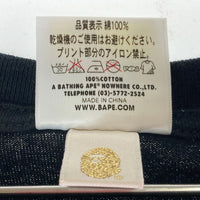 品質表示 綿100%
乾燥機のご使用はお避けください。
プリント部分のアイロン禁止。
100%COTTON
A BATHING APE® NOWHERE CO.,LTD.
TELEPHONE (03)-5772-2524
MADE IN CHINA
WWW.BAPE.COM